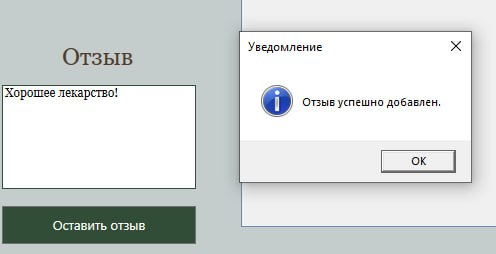 Отзыв
Хорошее лекарство!
Оставить отзыв
Уведомление
Отзыв успешно добавлен.
OK